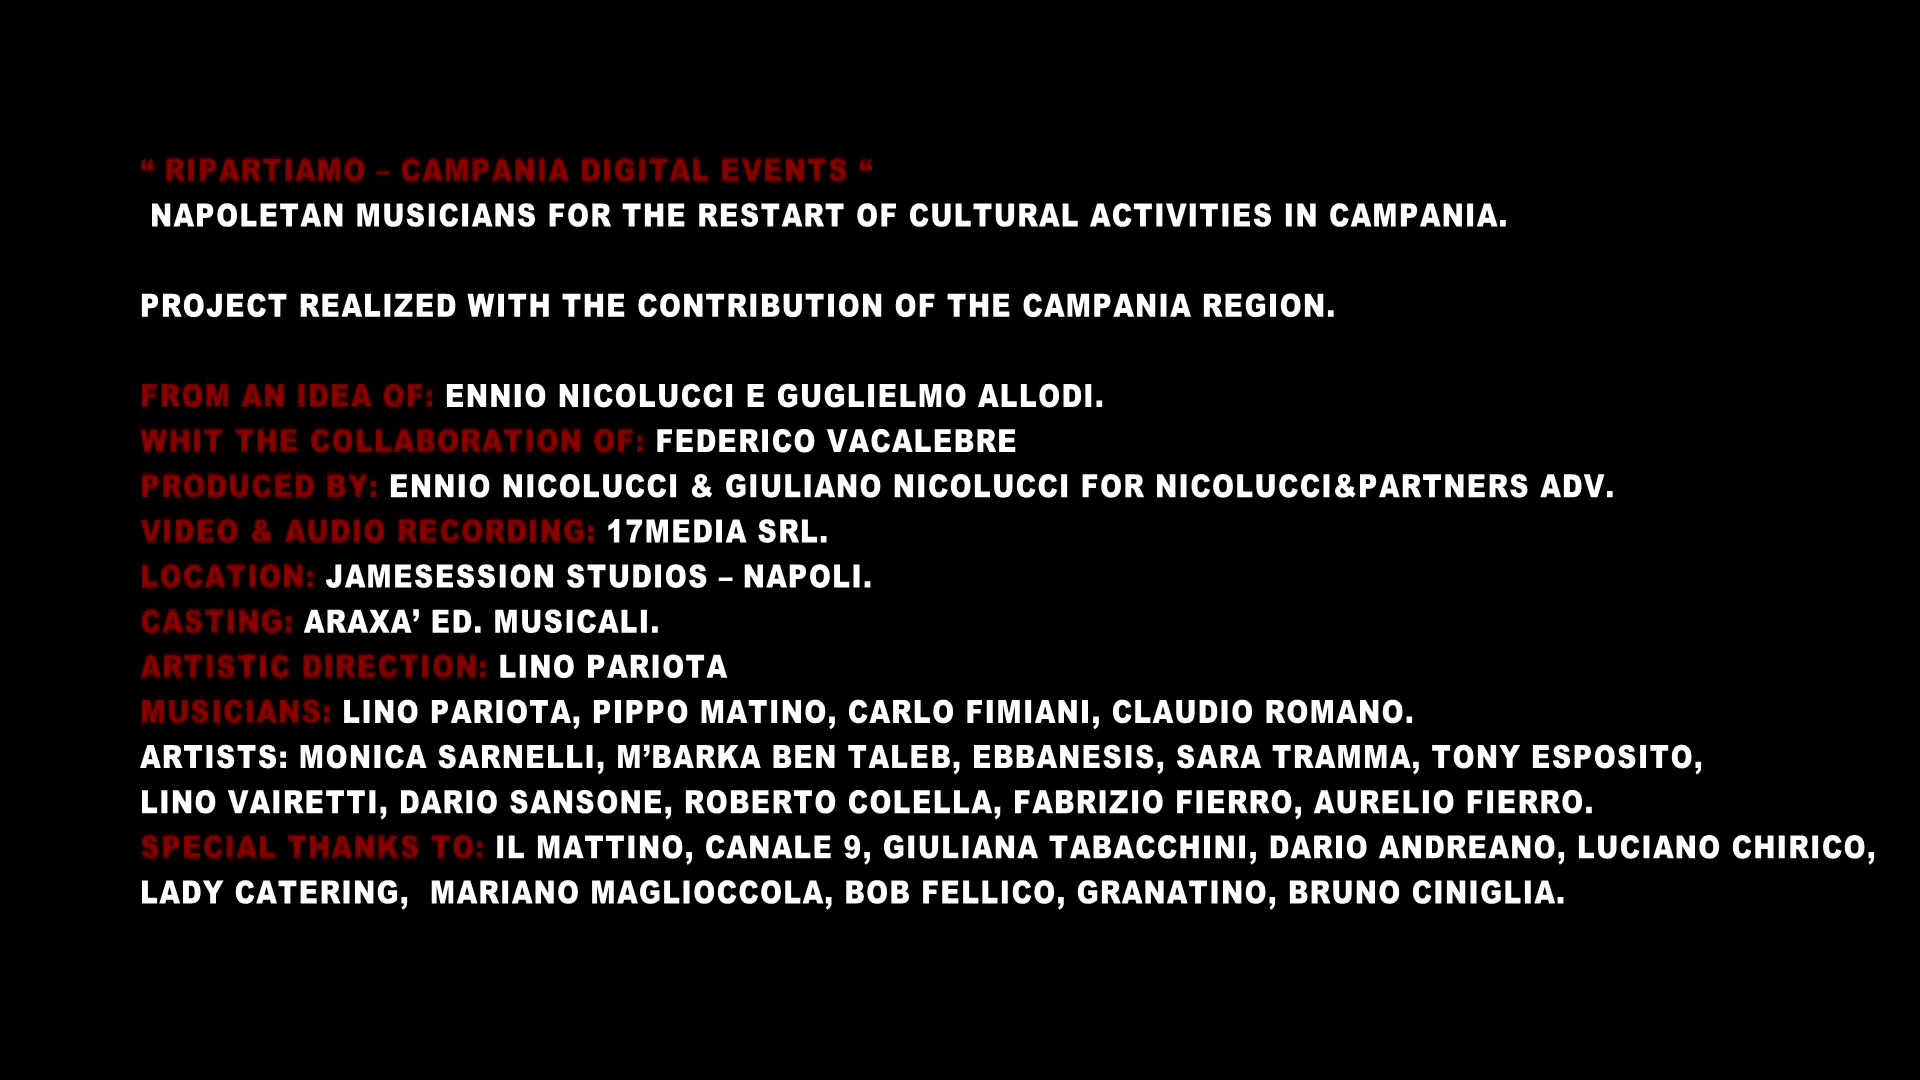 “ RIPARTIAMO – CAMPANIA DIGITAL EVENTS “
NAPOLETAN MUSICIANS FOR THE RESTART OF CULTURAL ACTIVITIES IN CAMPANIA.
PROJECT REALIZED WITH THE CONTRIBUTION OF THE CAMPANIA REGION.
FROM AN IDEA OF: ENNIO NICOLUCCI E GUGLIELMO ALLODI.
WHIT THE COLLABORATION OF: FEDERICO VACALEBRE
PRODUCED BY: ENNIO NICOLUCCI & GIULIANO NICOLUCCI FOR NICOLUCCI&PARTNERS ADV.
VIDEO & AUDIO RECORDING: 17MEDIA SRL.
LOCATION: JAMESESSION STUDIOS – NAPOLI.
CASTING: ARAXA’ ED. MUSICALI.
ARTISTIC DIRECTION: LINO PARIOTA
MUSICIANS: LINO PARIOTA, PIPPO MATINO, CARLO FIMIANI, CLAUDIO ROMANO.
ARTISTS: MONICA SARNELLI, M’BARKA BEN TALEB, EBBANESIS, SARA TRAMMA, TONY ESPOSITO,
LINO VAIRETTI, DARIO SANSONE, ROBERTO COLELLA, FABRIZIO FIERRO, AURELIO FIERRO.
SPECIAL THANKS TO: IL MATTINO, CANALE 9, GIULIANA TABACCHINI, DARIO ANDREANO, LUCIANO CHIRICO,
LADY CATERING,  MARIANO MAGLIOCCOLA, BOB FELLICO, GRANATINO, BRUNO CINIGLIA.